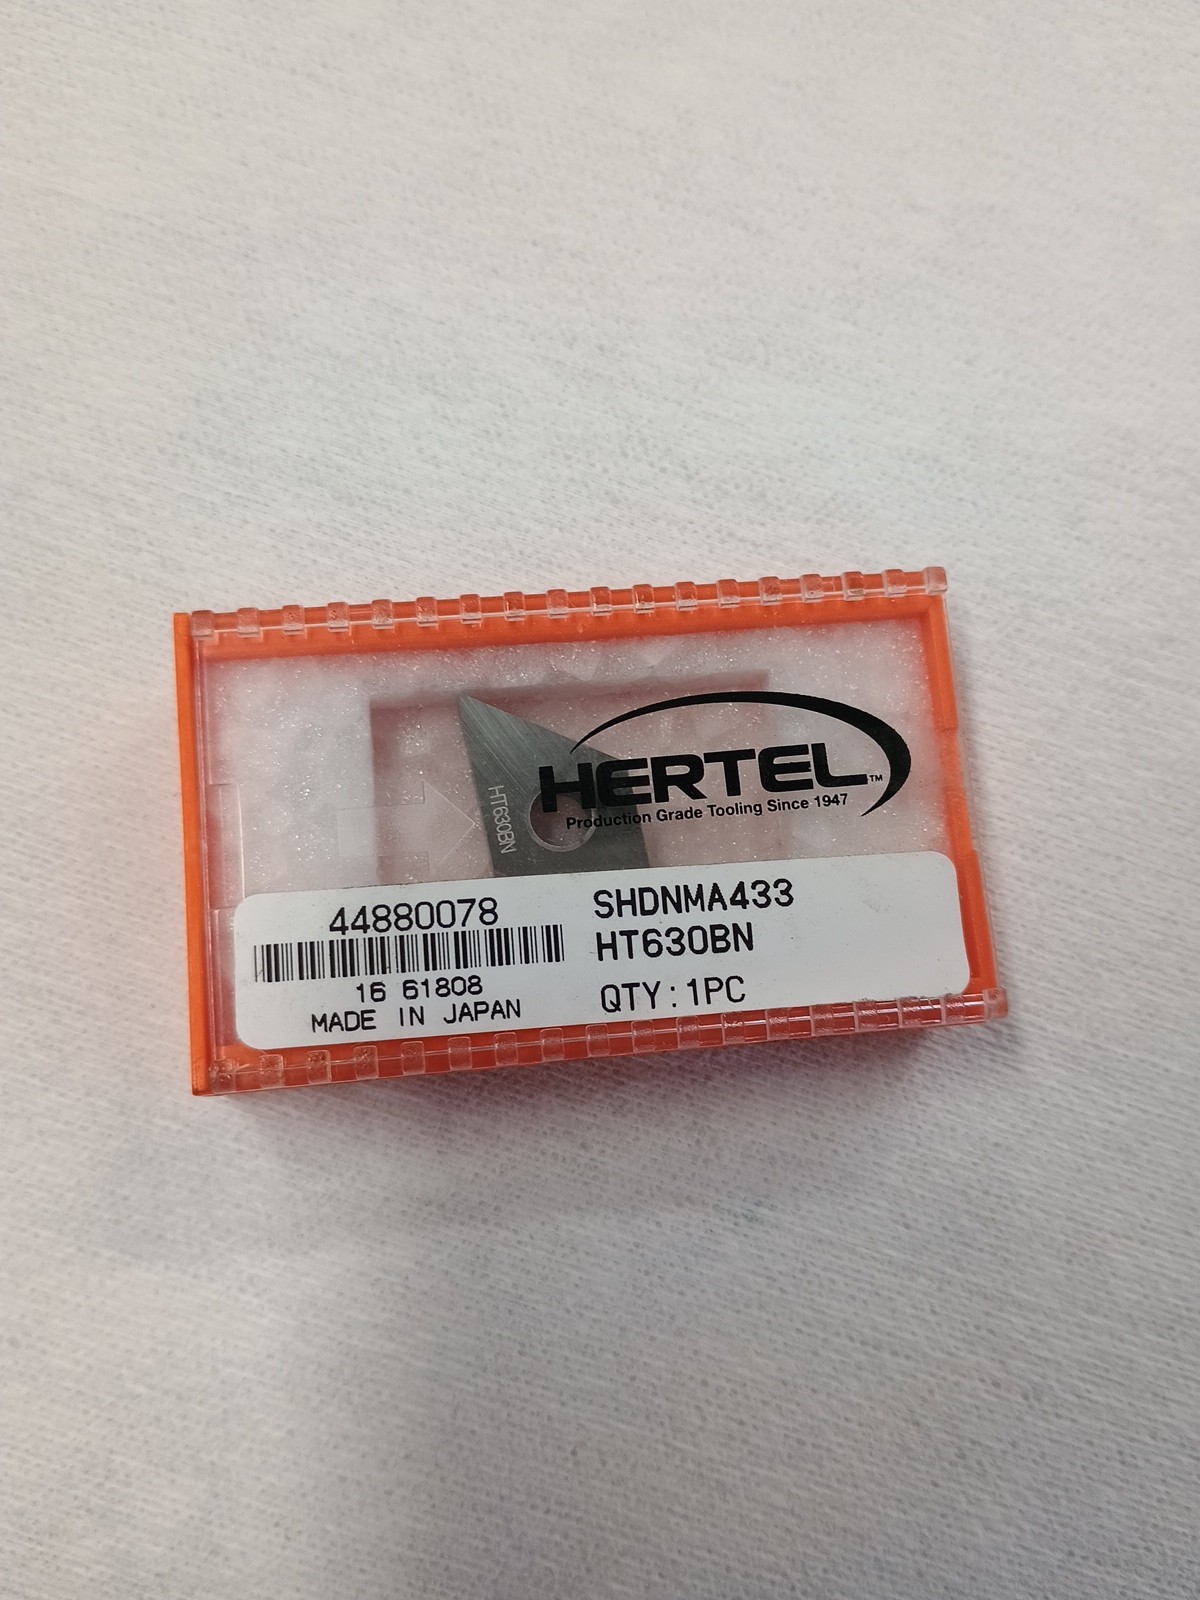 HT630BN
HERTEL™
Production Grade Tooling Since 1947
44880078
16 61808
MADE IN JAPAN
SHDNMA433
HT630BN
QTY:1PC